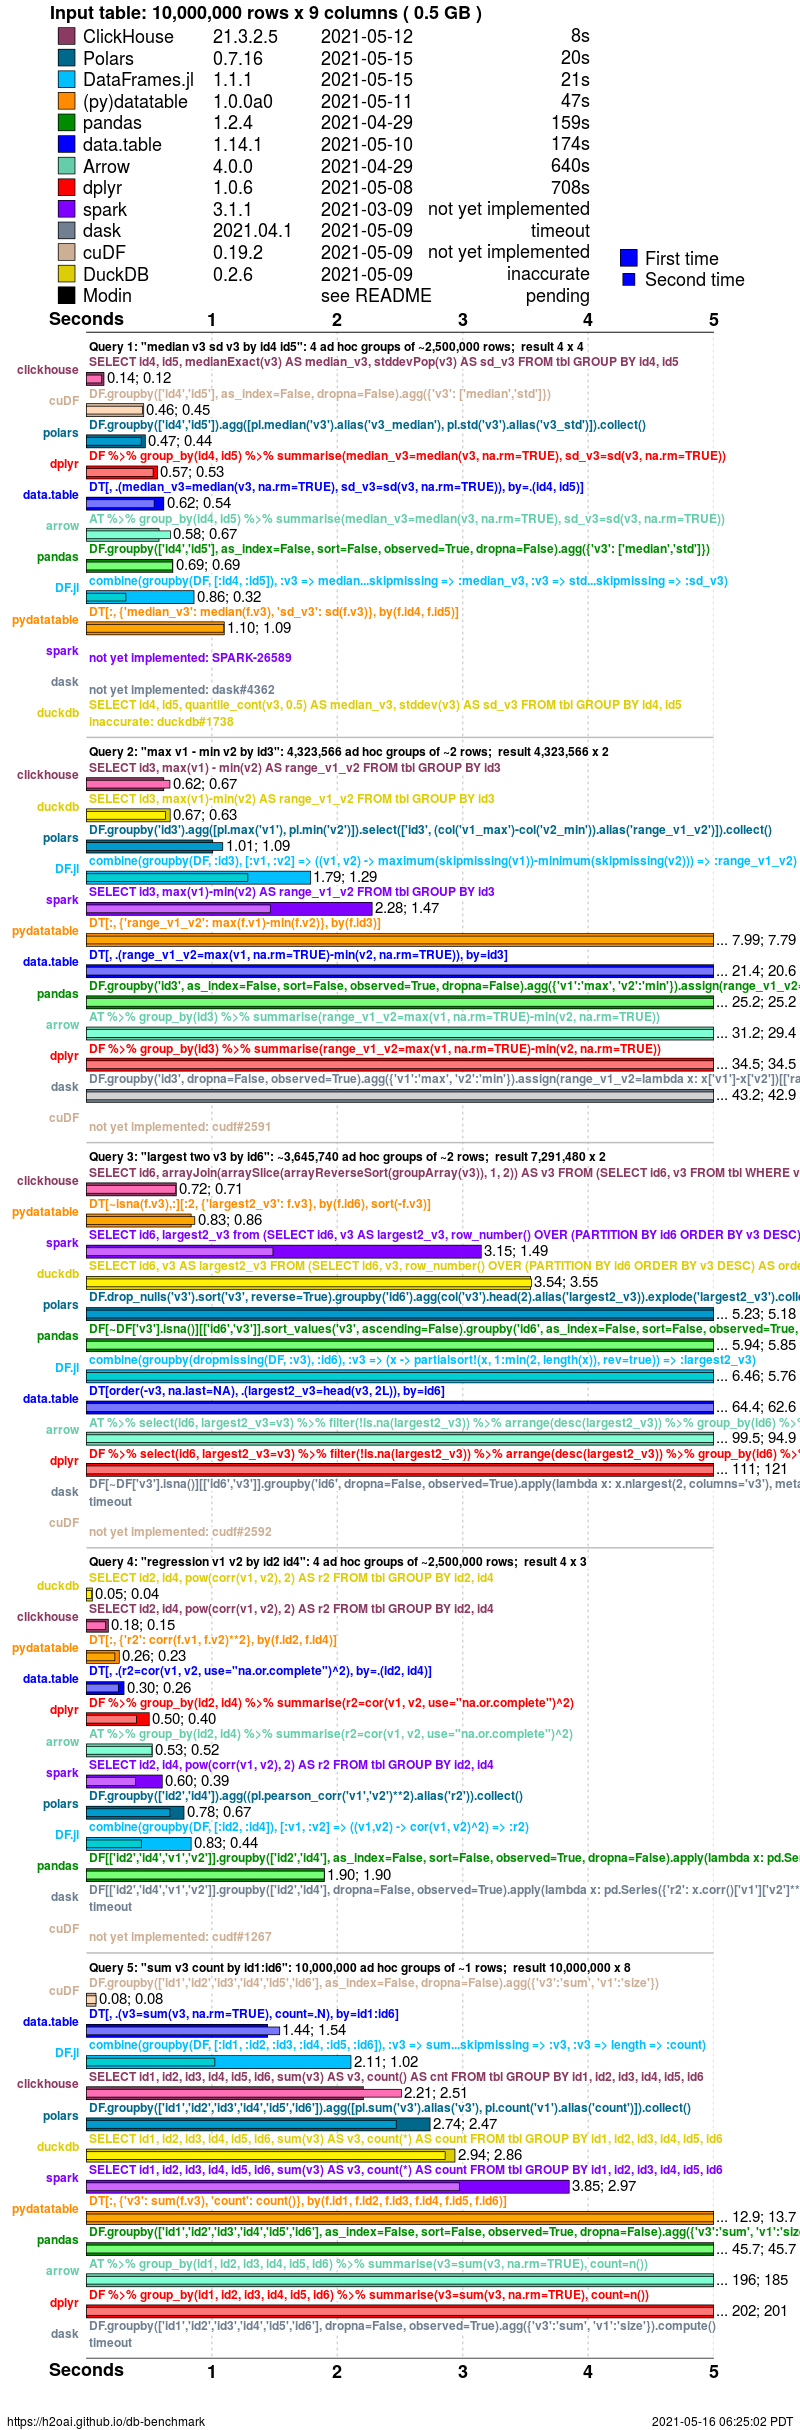 Input table: 10,000,000 rows x 9 columns ( 0.5 GB )
ClickHouse 21.3.2.5 2021-05-12 8s
Polars 0.7.16 2021-05-15 20s
DataFrames.jl 1.1.1 2021-05-15 21s
(py)datatable 1.0.0a0 2021-05-11 47s
pandas 1.2.4 2021-04-29 159s
data.table 1.14.1 2021-05-10 174s
Arrow 4.0.0 2021-04-29 640s
dplyr 1.0.6 2021-05-08 708s
spark 3.1.1 2021-03-09 not yet implemented
dask 2021.04.1 2021-05-09 timeout
cuDF 0.19.2 2021-05-09 not yet implemented
DuckDB 0.2.6 2021-05-09 inaccurate
Modin see README pending
First time
Second time
Seconds 1 2 3 4 5
Query 1: "median v3 sd v3 by id4 id5": 4 ad hoc groups of ~2,500,000 rows; result 4 x 4
SELECT id4, id5, medianExact(v3) AS median_v3, stddevPop(v3) AS sd_v3 FROM tbl GROUP BY id4, id5
clickhouse 0.14; 0.12
DF.groupby(['id4','id5'], as_index=False, dropna=False).agg({'v3': ['median','std']})
cuDF 0.46; 0.45
DF.groupby(['id4','id5']).agg([pl.median('v3').alias('v3_median'), pl.std('v3').alias('v3_std')]).collect()
polars 0.47; 0.44
DF %>% group_by(id4, id5) %>% summarise(median_v3=median(v3, na.rm=TRUE), sd_v3=sd(v3, na.rm=TRUE))
dplyr 0.57; 0.53
DT[, .(median_v3=median(v3, na.rm=TRUE), sd_v3=sd(v3, na.rm=TRUE)), by=.(id4, id5)]
data.table 0.62; 0.54
AT %>% group_by(id4, id5) %>% summarise(median_v3=median(v3, na.rm=TRUE), sd_v3=sd(v3, na.rm=TRUE))
arrow 0.58; 0.67
DF.groupby(['id4','id5'], as_index=False, sort=False, observed=True, dropna=False).agg({'v3': ['median','std']})
pandas 0.69; 0.69
combine(groupby(DF, [:id4, :id5]), :v3 => median...skipmissing => :median_v3, :v3 => std...skipmissing => :sd_v3)
DF.jl 0.86; 0.32
DT[:, {'median_v3': median(f.v3), 'sd_v3': sd(f.v3)}, by(f.id4, f.id5)]
pydatatable 1.10; 1.09
spark not yet implemented: SPARK-26589
dask not yet implemented: dask#4362
SELECT id4, id5, quantile_cont(v3, 0.5) AS median_v3, stddev(v3) AS sd_v3 FROM tbl GROUP BY id4, id5
duckdb inaccurate: duckdb#1738
Query 2: "max v1 - min v2 by id3": 4,323,566 ad hoc groups of ~2 rows; result 4,323,566 x 2
SELECT id3, max(v1) - min(v2) AS range_v1_v2 FROM tbl GROUP BY id3
clickhouse 0.62; 0.67
SELECT id3, max(v1)-min(v2) AS range_v1_v2 FROM tbl GROUP BY id3
duckdb 0.67; 0.63
DF.groupby('id3').agg([pl.max('v1'), pl.min('v2')]).select(['id3', (col('v1_max')-col('v2_min')).alias('range_v1_v2')]).collect()
polars 1.01; 1.09
combine(groupby(DF, :id3), [:v1, :v2] => ((v1, v2) -> maximum(skipmissing(v1))-minimum(skipmissing(v2))) => :range_v1_v2)
DF.jl 1.79; 1.29
SELECT id3, max(v1)-min(v2) AS range_v1_v2 FROM tbl GROUP BY id3
spark 2.28; 1.47
DT[:, {'range_v1_v2': max(f.v1)-min(f.v2)}, by(f.id3)]
pydatatable ... 7.99; 7.79
DT[, .(range_v1_v2=max(v1, na.rm=TRUE)-min(v2, na.rm=TRUE)), by=id3]
data.table ... 21.4; 20.6
DF.groupby('id3', as_index=False, sort=False, observed=True, dropna=False).agg({'v1':'max', 'v2':'min'}).assign(range_v1_v2=
pandas ... 25.2; 25.2
AT %>% group_by(id3) %>% summarise(range_v1_v2=max(v1, na.rm=TRUE)-min(v2, na.rm=TRUE))
arrow ... 31.2; 29.4
DF %>% group_by(id3) %>% summarise(range_v1_v2=max(v1, na.rm=TRUE)-min(v2, na.rm=TRUE))
dplyr ... 34.5; 34.5
DF.groupby('id3', dropna=False, observed=True).agg({'v1':'max', 'v2':'min'}).assign(range_v1_v2=lambda x: x['v1']-x['v2'])[['ra
dask ... 43.2; 42.9
cuDF not yet implemented: cudf#2591
Query 3: "largest two v3 by id6": ~3,645,740 ad hoc groups of ~2 rows; result 7,291,480 x 2
SELECT id6, arrayJoin(arraySlice(arrayReverseSort(groupArray(v3)), 1, 2)) AS v3 FROM (SELECT id6, v3 FROM tbl WHERE v
clickhouse 0.72; 0.71
DT[~isna(f.v3),:][:2, {'largest2_v3': f.v3}, by(f.id6), sort(-f.v3)]
pydatatable 0.83; 0.86
SELECT id6, largest2_v3 from (SELECT id6, v3 AS largest2_v3, row_number() OVER (PARTITION BY id6 ORDER BY v3 DESC)
spark 3.15; 1.49
SELECT id6, v3 AS largest2_v3 FROM (SELECT id6, v3, row_number() OVER (PARTITION BY id6 ORDER BY v3 DESC) AS orde
duckdb 3.54; 3.55
DF.drop_nulls('v3').sort('v3', reverse=True).groupby('id6').agg(col('v3').head(2).alias('largest2_v3')).explode('largest2_v3').coll
polars ... 5.23; 5.18
DF[~DF['v3'].isna()][['id6','v3']].sort_values('v3', ascending=False).groupby('id6', as_index=False, sort=False, observed=True,
pandas ... 5.94; 5.85
combine(groupby(dropmissing(DF, :v3), :id6), :v3 => (x -> partialsort!(x, 1:min(2, length(x)), rev=true)) => :largest2_v3)
DF.jl ... 6.46; 5.76
DT[order(-v3, na.last=NA), .(largest2_v3=head(v3, 2L)), by=id6]
data.table ... 64.4; 62.6
AT %>% select(id6, largest2_v3=v3) %>% filter(!is.na(largest2_v3)) %>% arrange(desc(largest2_v3)) %>% group_by(id6) %>%
arrow ... 99.5; 94.9
DF %>% select(id6, largest2_v3=v3) %>% filter(!is.na(largest2_v3)) %>% arrange(desc(largest2_v3)) %>% group_by(id6) %>%
dplyr ... 111; 121
DF[~DF['v3'].isna()][['id6','v3']].groupby('id6', dropna=False, observed=True).apply(lambda x: x.nlargest(2, columns='v3'), meta
dask timeout
cuDF not yet implemented: cudf#2592
Query 4: "regression v1 v2 by id2 id4": 4 ad hoc groups of ~2,500,000 rows; result 4 x 3
SELECT id2, id4, pow(corr(v1, v2), 2) AS r2 FROM tbl GROUP BY id2, id4
duckdb 0.05; 0.04
SELECT id2, id4, pow(corr(v1, v2), 2) AS r2 FROM tbl GROUP BY id2, id4
clickhouse 0.18; 0.15
DT[:, {'r2': corr(f.v1, f.v2)**2}, by(f.id2, f.id4)]
pydatatable 0.26; 0.23
DT[, .(r2=cor(v1, v2, use="na.or.complete")^2), by=.(id2, id4)]
data.table 0.30; 0.26
DF %>% group_by(id2, id4) %>% summarise(r2=cor(v1, v2, use="na.or.complete")^2)
dplyr 0.50; 0.40
AT %>% group_by(id2, id4) %>% summarise(r2=cor(v1, v2, use="na.or.complete")^2)
arrow 0.53; 0.52
SELECT id2, id4, pow(corr(v1, v2), 2) AS r2 FROM tbl GROUP BY id2, id4
spark 0.60; 0.39
DF.groupby(['id2','id4']).agg((pl.pearson_corr('v1','v2')**2).alias('r2')).collect()
polars 0.78; 0.67
combine(groupby(DF, [:id2, :id4]), [:v1, :v2] => ((v1,v2) -> cor(v1, v2)^2) => :r2)
DF.jl 0.83; 0.44
DF[['id2','id4','v1','v2']].groupby(['id2','id4'], as_index=False, sort=False, observed=True, dropna=False).apply(lambda x: pd.Se
pandas 1.90; 1.90
DF[['id2','id4','v1','v2']].groupby(['id2','id4'], dropna=False, observed=True).apply(lambda x: pd.Series({'r2': x.corr()['v1']['v2']**
dask timeout
cuDF not yet implemented: cudf#1267
Query 5: "sum v3 count by id1:id6": 10,000,000 ad hoc groups of ~1 rows; result 10,000,000 x 8
DF.groupby(['id1','id2','id3','id4','id5','id6'], as_index=False, dropna=False).agg({'v3':'sum', 'v1':'size'})
cuDF 0.08; 0.08
DT[, .(v3=sum(v3, na.rm=TRUE), count=.N), by=id1:id6]
data.table 1.44; 1.54
combine(groupby(DF, [:id1, :id2, :id3, :id4, :id5, :id6]), :v3 => sum...skipmissing => :v3, :v3 => length => :count)
DF.jl 2.11; 1.02
SELECT id1, id2, id3, id4, id5, id6, sum(v3) AS v3, count() AS cnt FROM tbl GROUP BY id1, id2, id3, id4, id5, id6
clickhouse 2.21; 2.51
DF.groupby(['id1','id2','id3','id4','id5','id6']).agg([pl.sum('v3').alias('v3'), pl.count('v1').alias('count')]).collect()
polars 2.74; 2.47
SELECT id1, id2, id3, id4, id5, id6, sum(v3) AS v3, count(*) AS count FROM tbl GROUP BY id1, id2, id3, id4, id5, id6
duckdb 2.94; 2.86
SELECT id1, id2, id3, id4, id5, id6, sum(v3) AS v3, count(*) AS count FROM tbl GROUP BY id1, id2, id3, id4, id5, id6
spark 3.85; 2.97
DT[:, {'v3': sum(f.v3), 'count': count()}, by(f.id1, f.id2, f.id3, f.id4, f.id5, f.id6)]
pydatatable ... 12.9; 13.7
DF.groupby(['id1','id2','id3','id4','id5','id6'], as_index=False, sort=False, observed=True, dropna=False).agg({'v3':'sum', 'v1':'size
pandas ... 45.7; 45.7
AT %>% group_by(id1, id2, id3, id4, id5, id6) %>% summarise(v3=sum(v3, na.rm=TRUE), count=n())
arrow ... 196; 185
DF %>% group_by(id1, id2, id3, id4, id5, id6) %>% summarise(v3=sum(v3, na.rm=TRUE), count=n())
dplyr ... 202; 201
DF.groupby(['id1','id2','id3','id4','id5','id6'], dropna=False, observed=True).agg({'v3':'sum', 'v1':'size'}).compute()
dask timeout
Seconds 1 2 3 4 5
https://h2oai.github.io/db-benchmark 2021-05-16 06:25:02 PDT